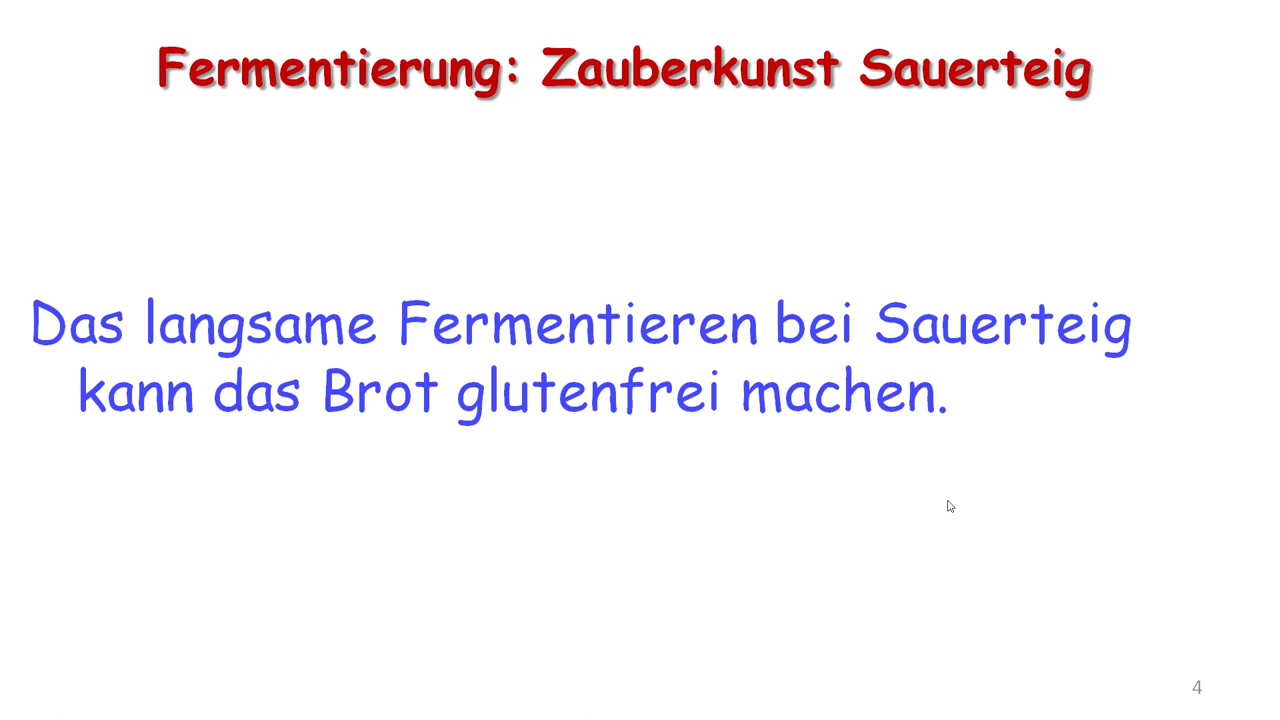 Fermentierung: Zauberkunst Sauerteig
Das langsame Fermentieren bei Sauerteig
kann das Brot glutenfrei machen.
4